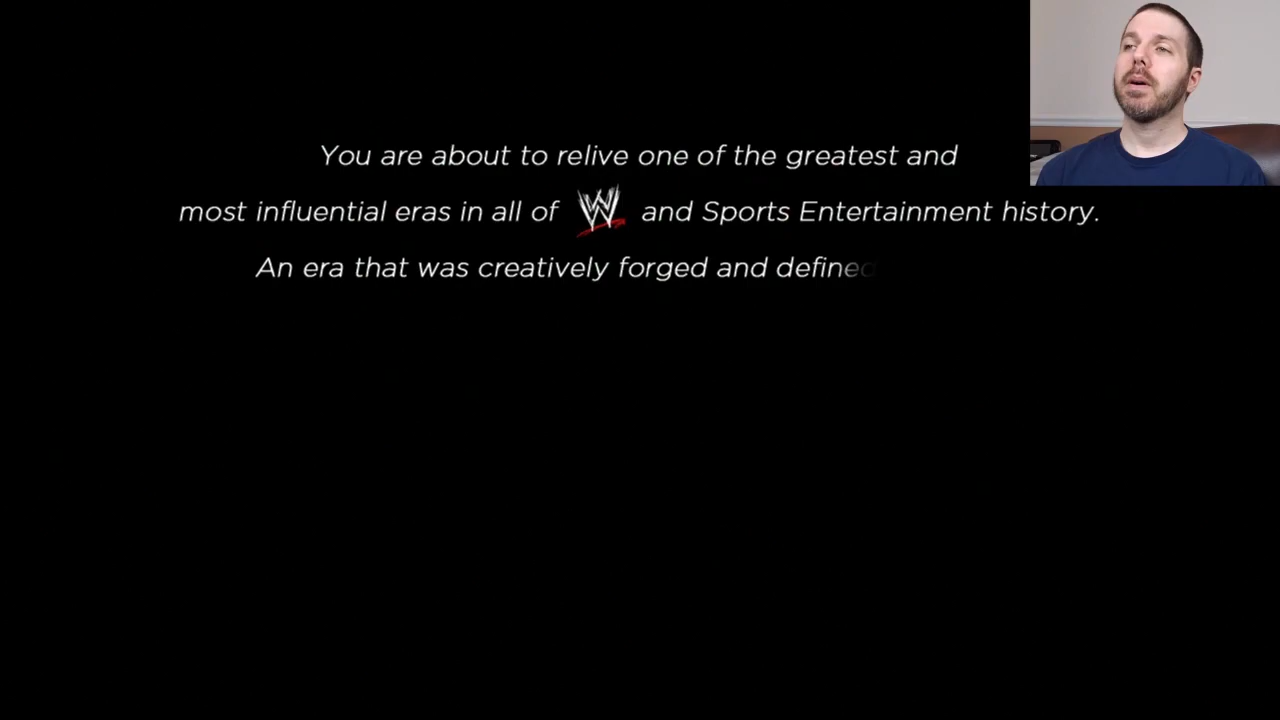 You are about to relive one of the greatest and
most influential eras in all of W and Sports Entertainment history.
An era that was creatively forged and defined